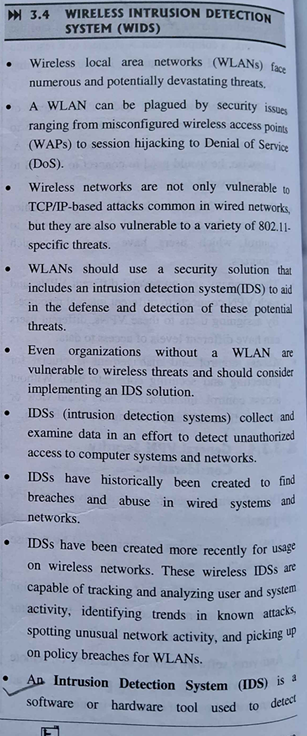 3.4 WIRELESS INTRUSION DETECTION
SYSTEM (WIDS)
• Wireless local area networks (WLANs) face
numerous and potentially devastating threats.
• A WLAN can be plagued by security issues
ranging from misconfigured wireless access points
(WAPs) to session hijacking to Denial of Service
(DoS).
• Wireless networks are not only vulnerable to
TCP/IP-based attacks common in wired networks,
but they are also vulnerable to a variety of 802.11-
specific threats.
• WLANs should use a security solution that
includes an intrusion detection system(IDS) to aid
in the defense and detection of these potential
threats.
• Even organizations without a WLAN are
vulnerable to wireless threats and should consider
implementing an IDS solution.
• IDSs (intrusion detection systems) collect and
examine data in an effort to detect unauthorized
access to computer systems and networks.
• IDSs have historically been created to find
breaches and abuse in wired systems and
networks.
• IDSs have been created more recently for usage
on wireless networks. These wireless IDSs are
capable of tracking and analyzing user and system
activity, identifying trends in known attacks,
spotting unusual network activity, and picking up
on policy breaches for WLANs.
• An Intrusion Detection System (IDS) is a
software or hardware tool used to detect